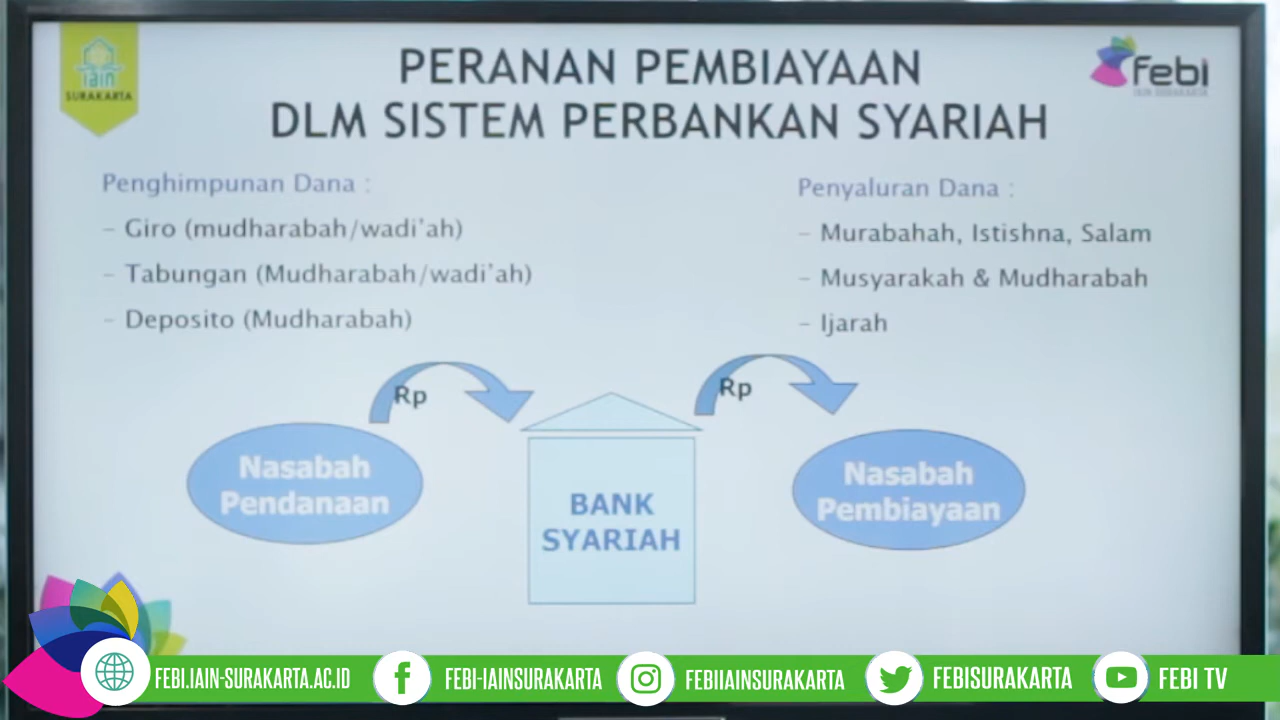 iain
SURAKARTA
febi
IAIN SURAKARTA
PERANAN PEMBIAYAAN
DLM SISTEM PERBANKAN SYARIAH
Penghimpunan Dana :
– Giro (mudharabah/wadi'ah)
– Tabungan (Mudharabah/wadi'ah)
– Deposito (Mudharabah)
Penyaluran Dana :
– Murabahah, Istishna, Salam
– Musyarakah & Mudharabah
– Ijarah
Rp
Rp
Nasabah
Pendanaan
BANK
SYARIAH
Nasabah
Pembiayaan
FEBI.IAIN-SURAKARTA.AC.ID
FEBI-IAINSURAKARTA
FEBIIAINSURAKARTA
FEBISURAKARTA
FEBI TV